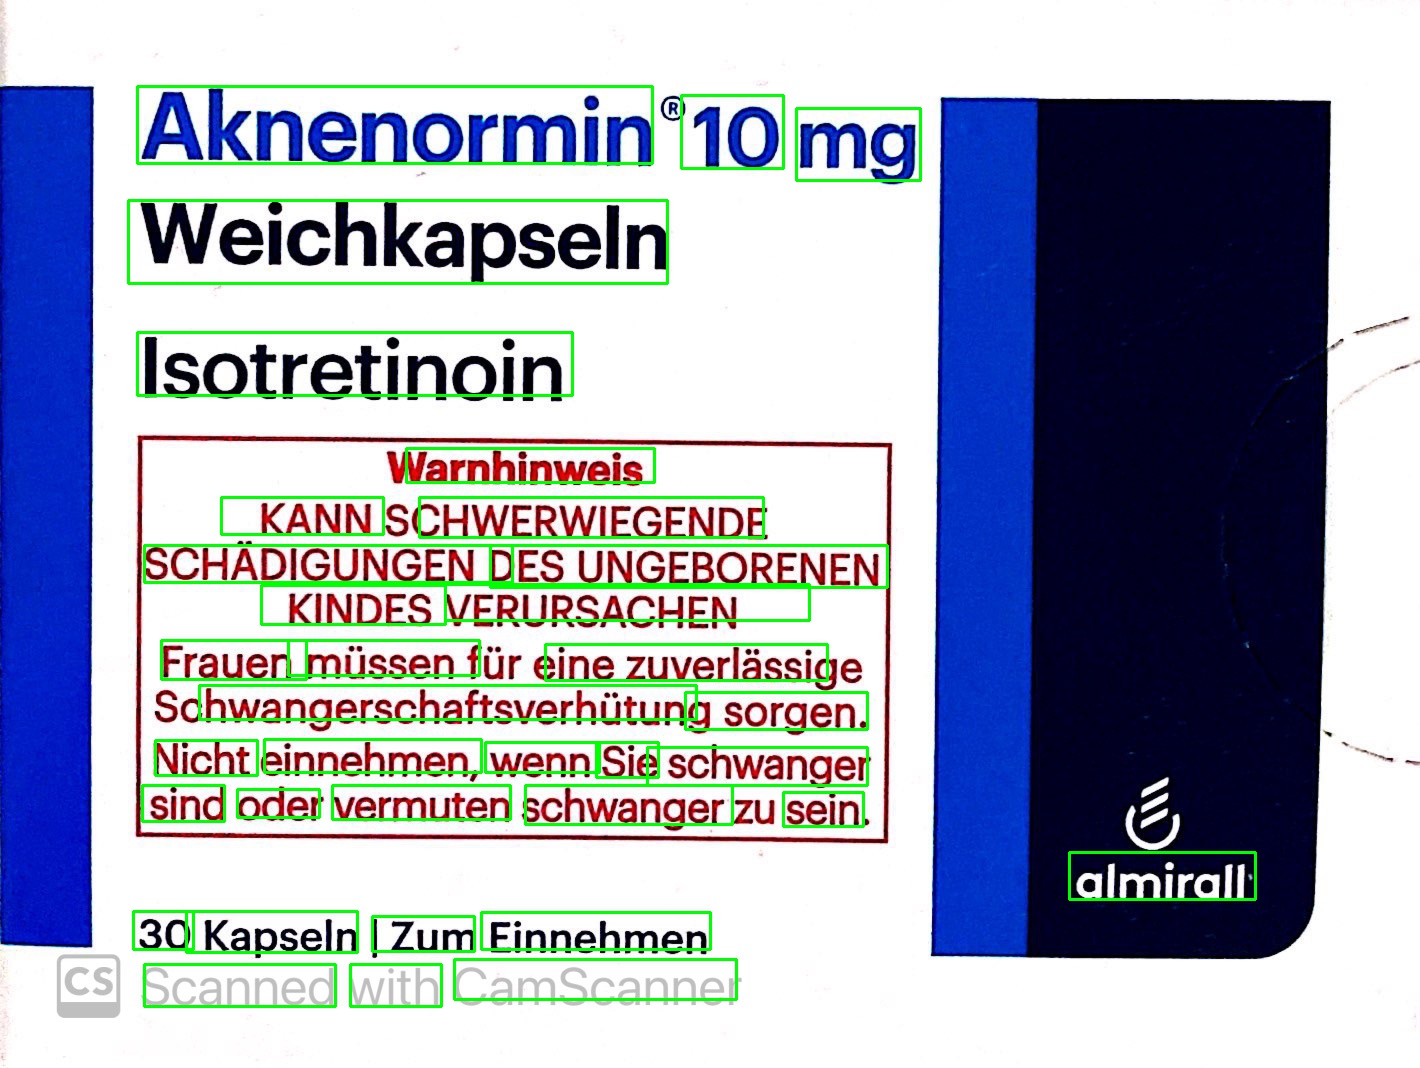 Aknenormin® 10 mg
Weichkapseln
Isotretinoin
Warnhinweis
KANN SCHWERWIEGENDE
SCHÄDIGUNGEN DES UNGEBORENEN
KINDES VERURSACHEN
Frauen müssen für eine zuverlässige
Schwangerschaftsverhütung sorgen.
Nicht einnehmen, wenn Sie schwanger
sind oder vermuten schwanger zu sein.
almirall
30 Kapseln | Zum Einnehmen
CS Scanned with CamScanner